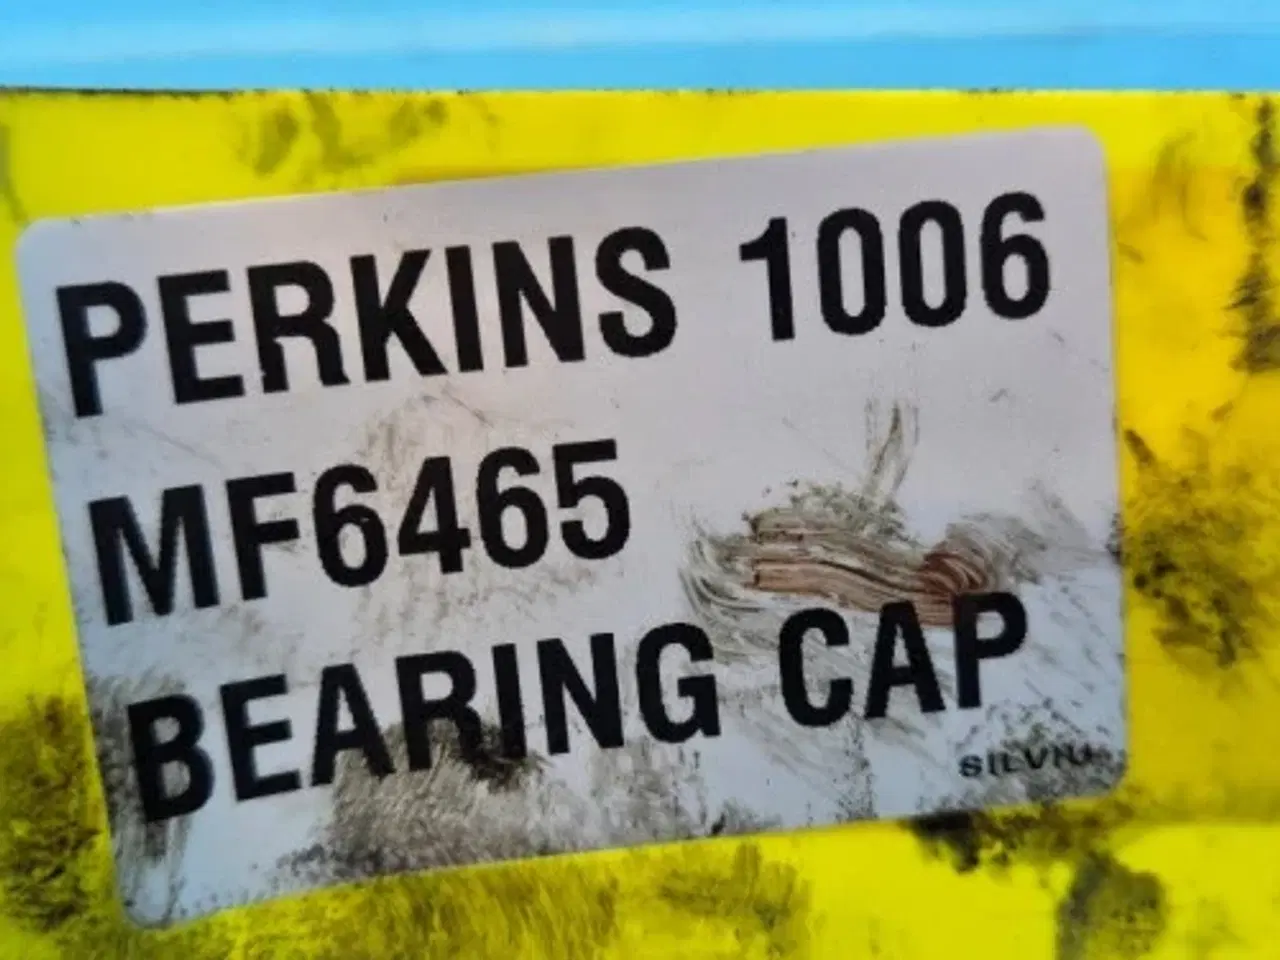 PERKINS 1006
MF6465
BEARING CAP
SILVIU